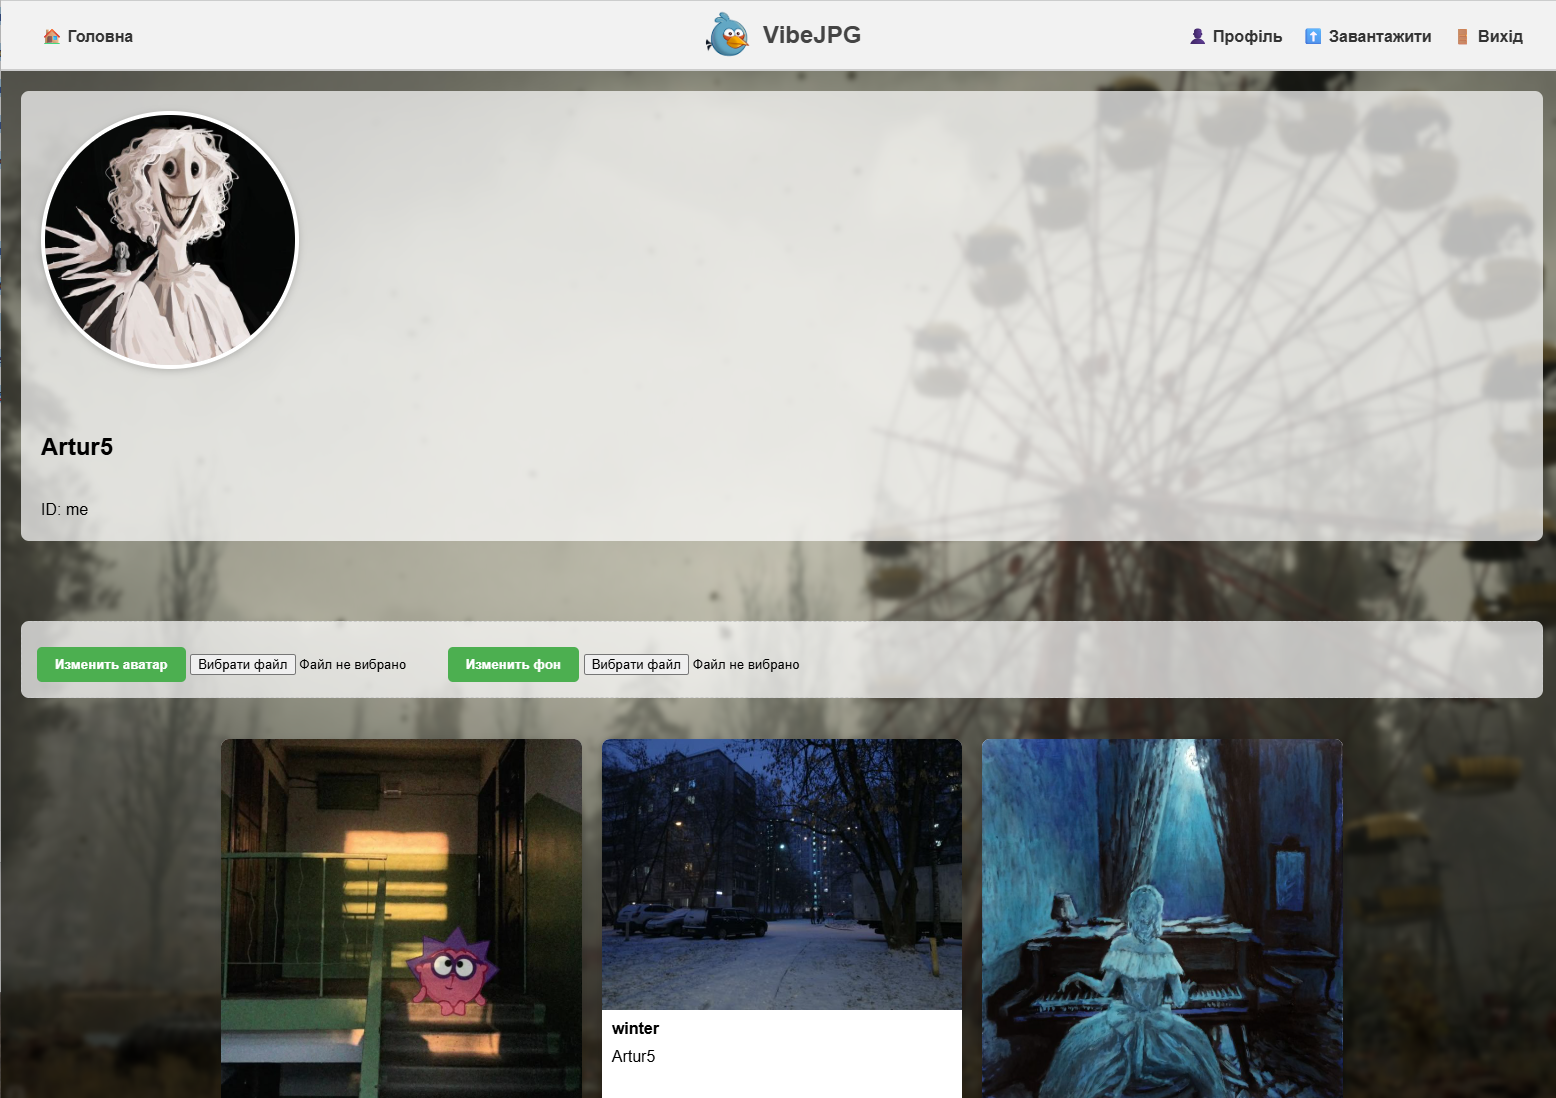 Головна
VibeJPG
Профіль
Завантажити
Вихід
Artur5
ID: me
Изменить аватар
Вибрати файл Файл не вибрано
Изменить фон
Вибрати файл Файл не вибрано
winter
Artur5